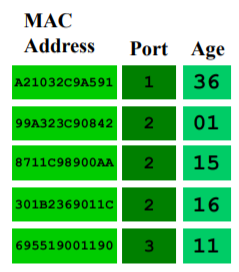 MAC
Address Port Age
A21032C9A591 1 36
99A323C90842 2 01
8711C98900AA 2 15
301B2369011C 2 16
695519001190 3 11